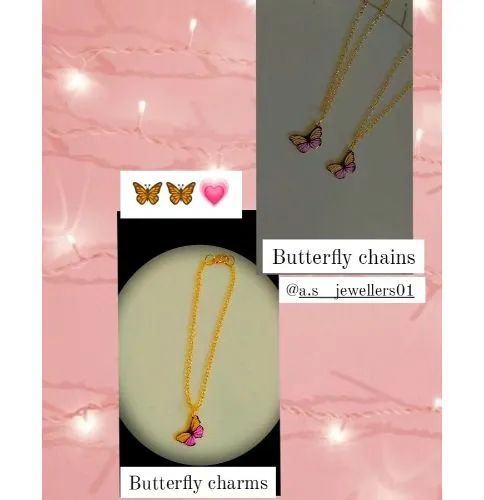 🦋🦋💗
Butterfly chains
@a.s__jewellers01
Butterfly charms